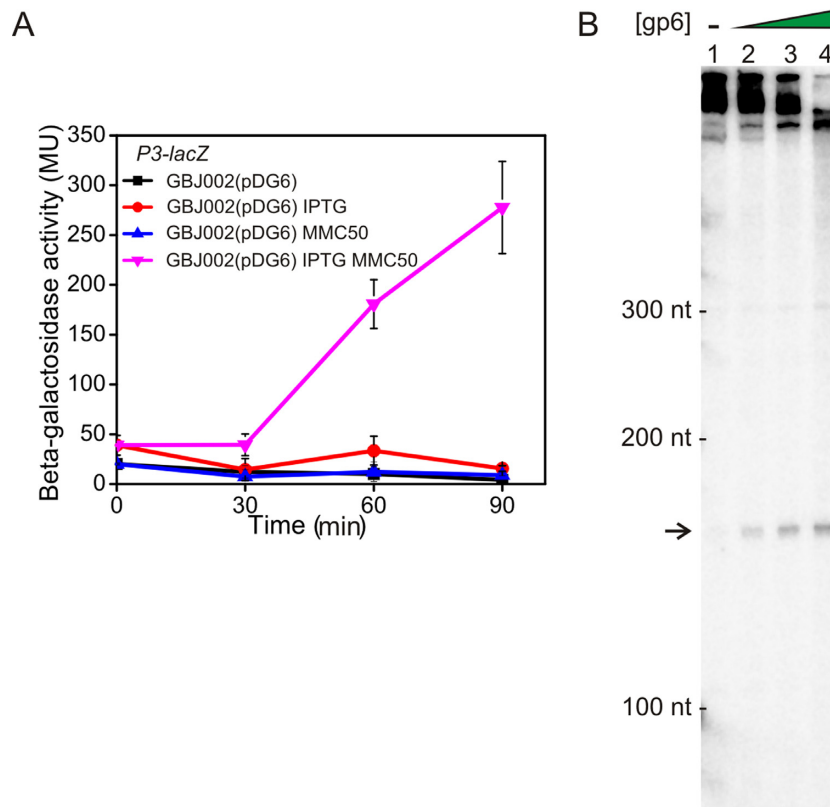 A
Beta-galactosidase activity (MU)
350
300
250
200
150
100
50
0
P3-lacZ
GBJ002(pDG6)
GBJ002(pDG6) IPTG
GBJ002(pDG6) MMC50
GBJ002(pDG6) IPTG MMC50
0 30 60 90
Time (min)
B
[gp6] -
1 2 3 4
300 nt
200 nt
100 nt